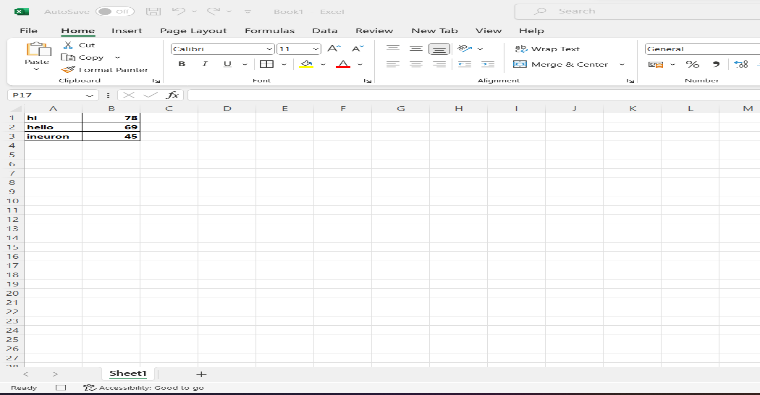 AutoSave Off Book1 - Excel Search
File Home Insert Page Layout Formulas Data Review New Tab View Help
Paste Cut Calibri 11 Wrap Text General
Copy
Format Painter B I U A Merge & Center % 9
Clipboard Font Alignment Number
P17 fx
A B C D E F G H I J K L M
1 hi 78
2 hello 69
3 ineuron 45
4
5
6
7
8
9
10
11
12
13
14
15
16
17
18
19
20
21
22
23
24
25
26
27
28
Sheet1 +
Ready Accessibility: Good to go